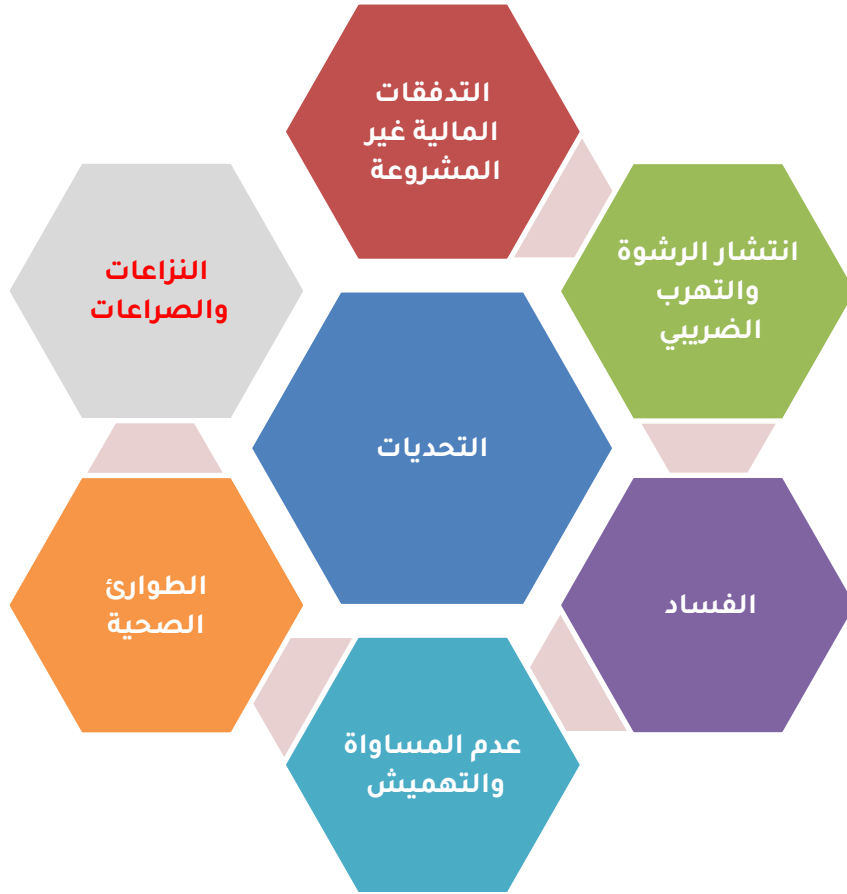 التدفقات
المالية غير
المشروعة
انتشار الرشوة
والتهرب
الضريبي
النزاعات
والصراعات
التحديات
الطوارئ
الصحية
الفساد
عدم المساواة
والتهميش